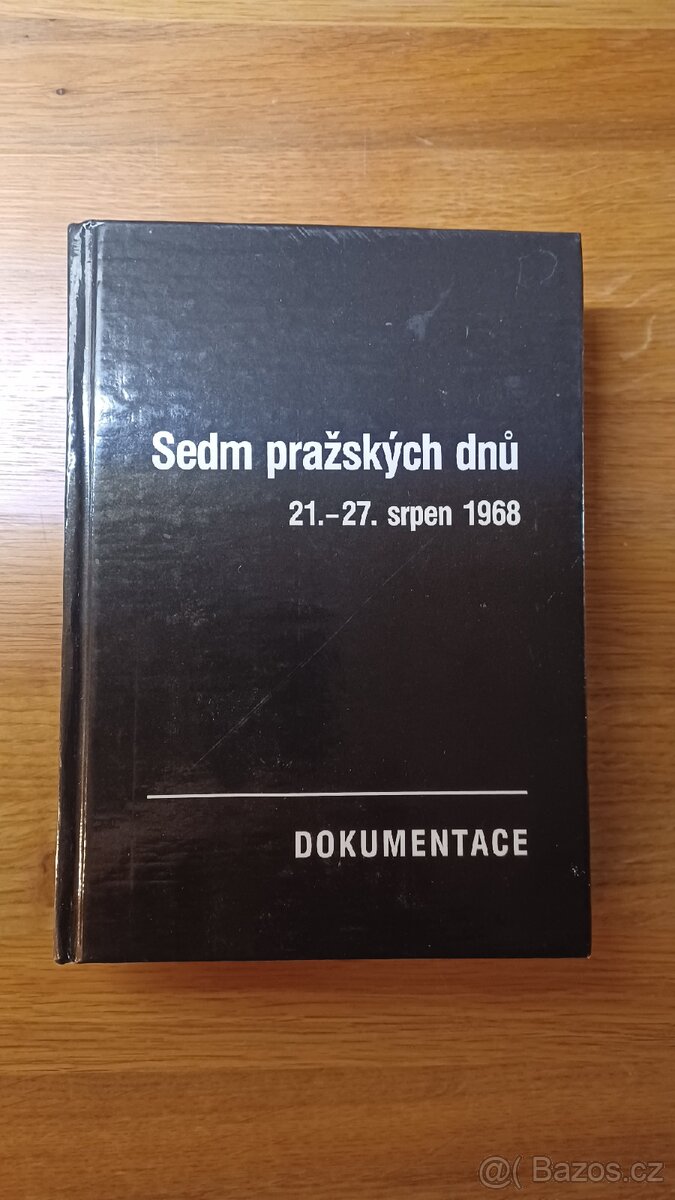 Sedm pražských dnů
21.–27. srpen 1968
DOKUMENTACE
@( Bazos.cz